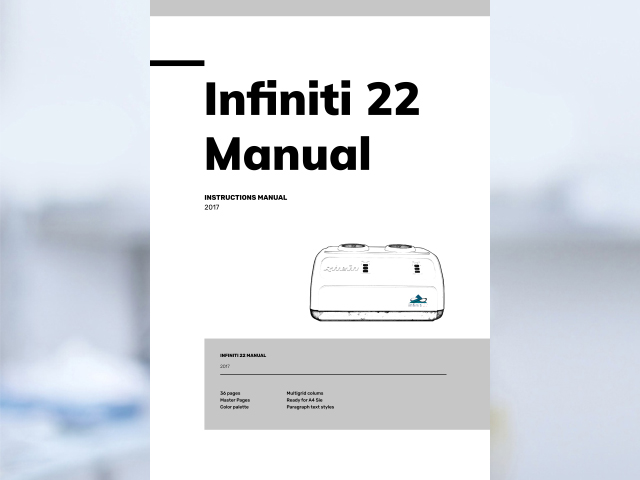 Infiniti 22
Manual
INSTRUCTIONS MANUAL
2017
INFINITI 22 MANUAL
2017
36 pages
Master Pages
Color palette
Multigrid colums
Ready for A4 Sie
Paragraph text styles